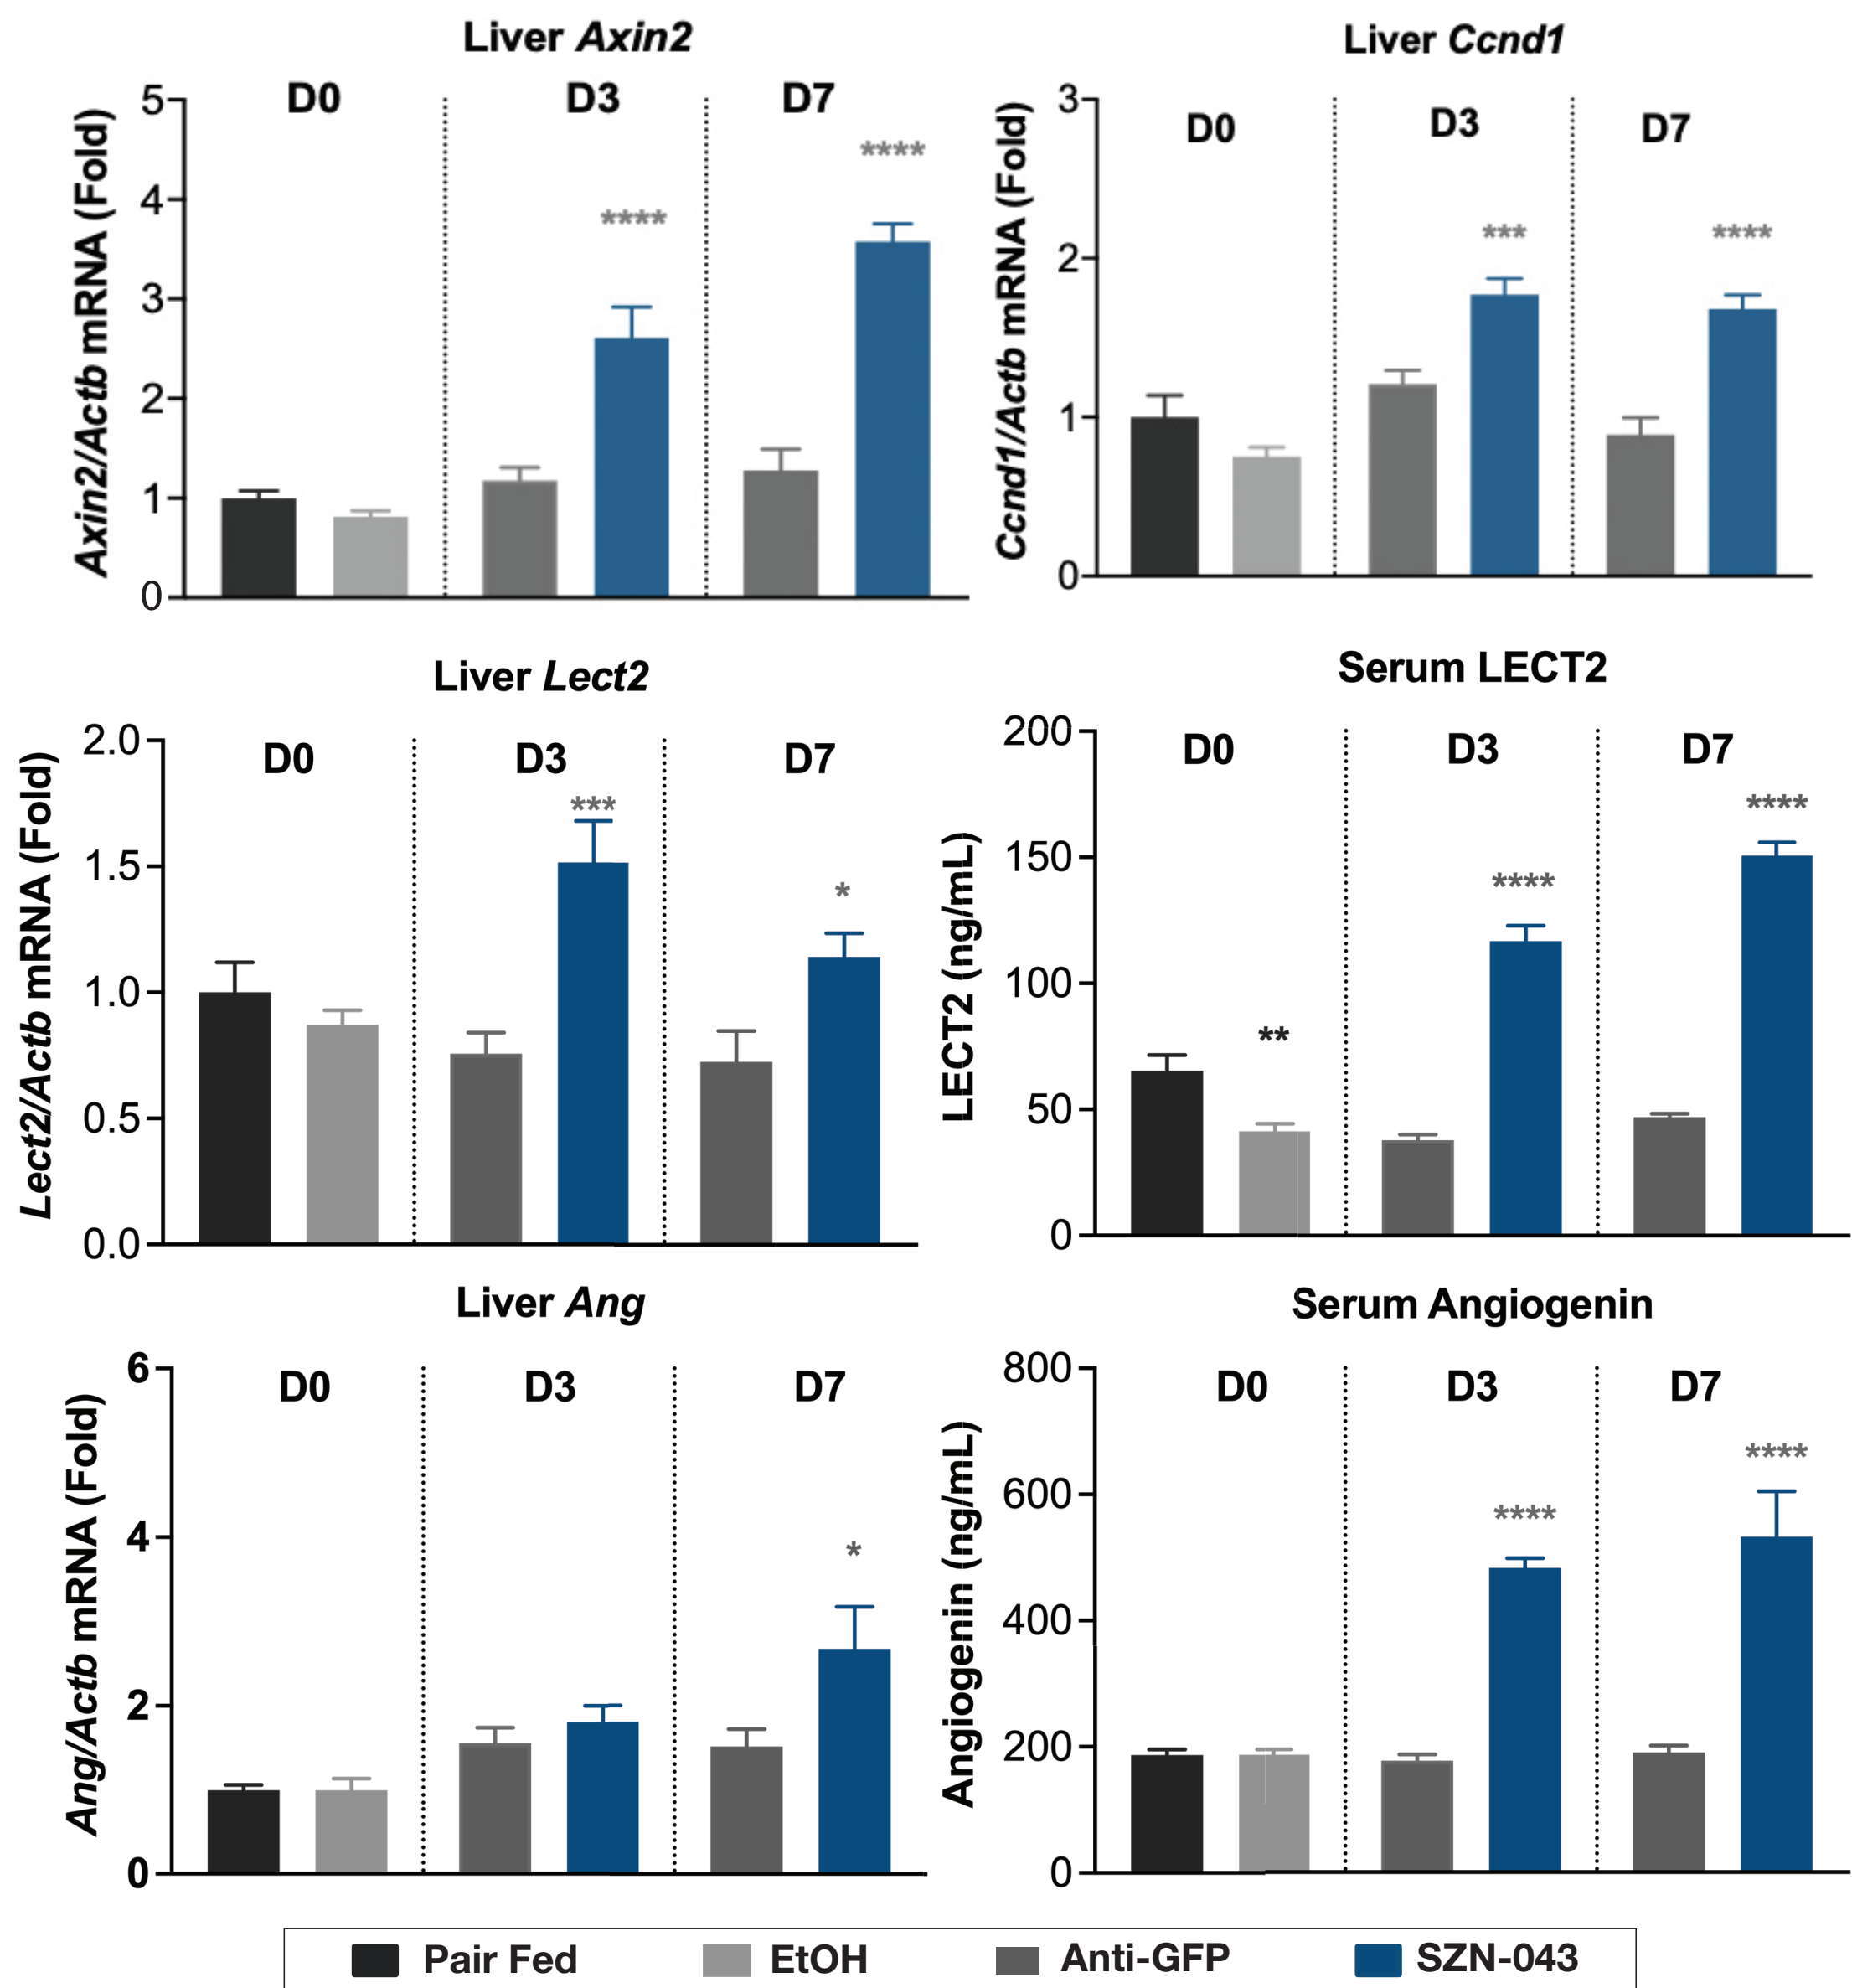 Liver Axin2
Axin2/Actb mRNA (Fold)
5
4
3
2
1
0
D0
D3
D7
****
****
Liver Ccnd1
Ccnd1/Actb mRNA (Fold)
3
2
1
0
D0
D3
D7
***
****
Liver Lect2
Lect2/Actb mRNA (Fold)
2.0
1.5
1.0
0.5
0.0
D0
D3
D7
***
*
Serum LECT2
LECT2 (ng/mL)
200
150
100
50
0
D0
D3
D7
**
****
****
Liver Ang
Ang/Actb mRNA (Fold)
6
4
2
0
D0
D3
D7
*
Serum Angiogenin
Angiogenin (ng/mL)
800
600
400
200
0
D0
D3
D7
****
****
Pair Fed EtOH Anti-GFP SZN-043